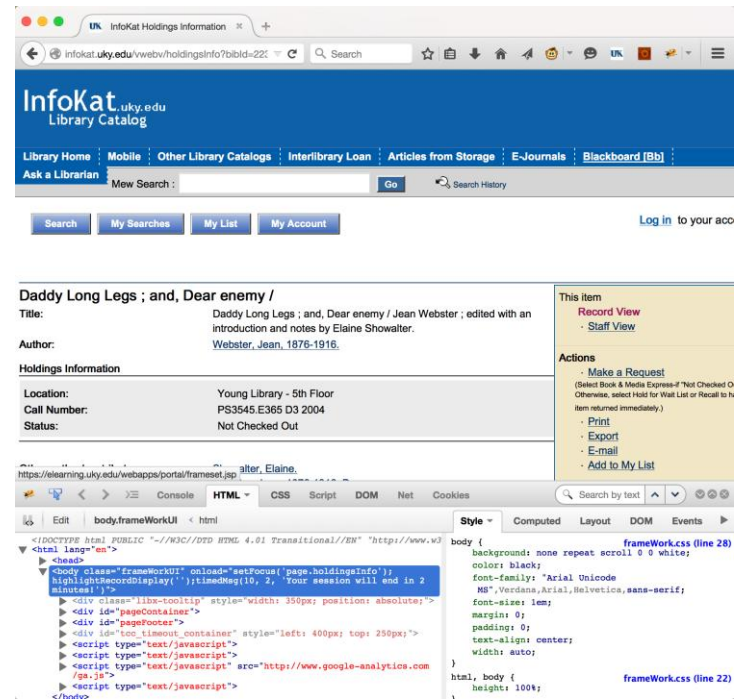 UK InfoKat Holdings Information × +
infokat.uky.edu/vwebv/holdingsInfo?bibId=223 Search
InfoKat.uky.edu
Library Catalog
Library Home Mobile Other Library Catalogs Interlibrary Loan Articles from Storage E-Journals Blackboard [Bb]
Ask a Librarian
Mew Search : Go Search History
Search My Searches My List My Account Log in to your acco
Daddy Long Legs ; and, Dear enemy /
Title: Daddy Long Legs ; and, Dear enemy / Jean Webster ; edited with an
introduction and notes by Elaine Showalter.
Author: Webster, Jean, 1876-1916.
Holdings Information
Location: Young Library - 5th Floor
Call Number: PS3545.E365 D3 2004
Status: Not Checked Out
This item
Record View
· Staff View
Actions
· Make a Request
(Select Book & Media Express-if "Not Checked O
Otherwise, select Hold for Wait List or Recall to ha
item returned immediately.)
· Print
· Export
· E-mail
· Add to My List
alter, Elaine.
https://elearning.uky.edu/webapps/portal/frameset.jsp
Console HTML CSS Script DOM Net Cookies Search by text
Edit body.frameWorkUI < html
<!DOCTYPE html PUBLIC "-//W3C//DTD HTML 4.01 Transitional//EN" "http://www.w3
<html lang="en">
<head>
<body class="frameWorkUI" onload="setFocus('page.holdingsInfo');
highlightRecordDisplay('');timedMsg(10, 2, 'Your session will end in 2
minutes!')">
<div class="libx-tooltip" style="width: 350px; position: absolute;">
<div id="pageContainer">
<div id="pageFooter">
<div id="tcc_timeout_container" style="left: 400px; top: 250px;">
<script type="text/javascript">
<script type="text/javascript">
<script type="text/javascript" src="http://www.google-analytics.com
/ga.js">
<script type="text/javascript">
</body>
Style Computed Layout DOM Events
body { frameWork.css (line 28)
background: none repeat scroll 0 0 white;
color: black;
font-family: "Arial Unicode
MS",Verdana,Arial,Helvetica,sans-serif;
font-size: 1em;
margin: 0;
padding: 0;
text-align: center;
width: auto;
}
html, body { frameWork.css (line 22)
height: 100%;